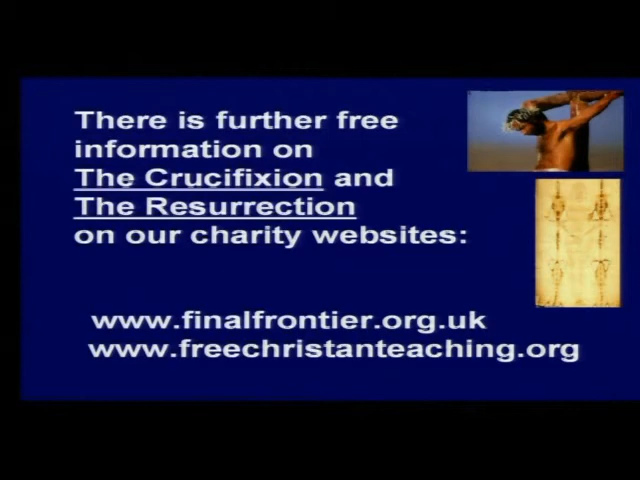 There is further free
information on
The Crucifixion and
The Resurrection
on our charity websites:
www.finalfrontier.org.uk
www.freechristanteaching.org